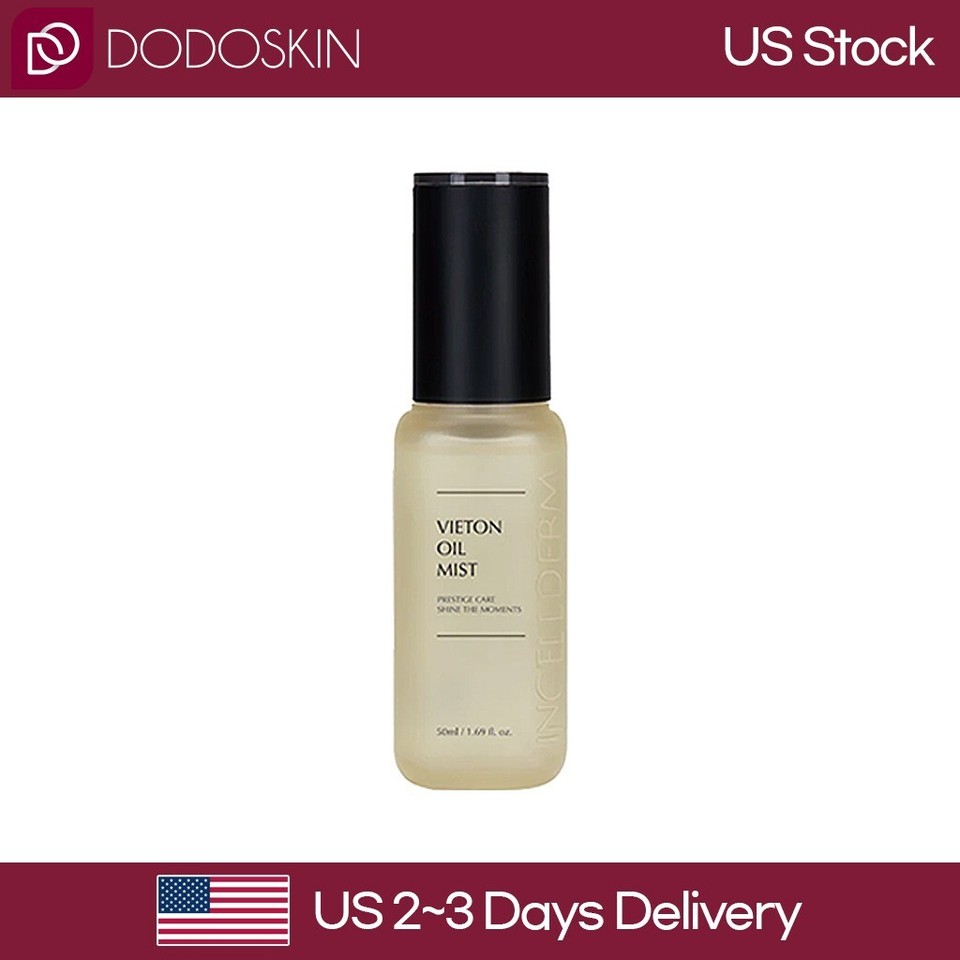 DODOSKIN
US Stock
VIETON
OIL
MIST
PRESTIGE CARE
SHINE THE MOMENTS
50ml / 1.69 fl. oz.
INCELLDERM
US 2~3 Days Delivery